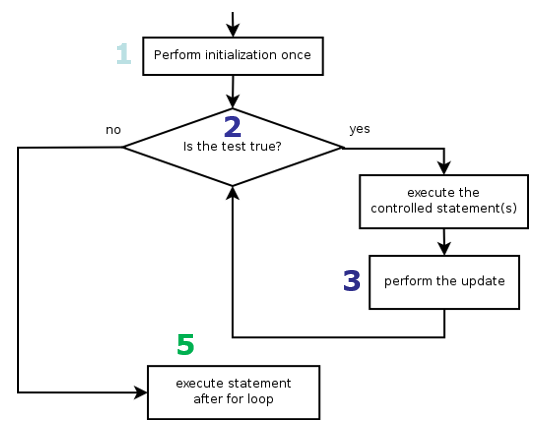 1
Perform initialization once
no
2
yes
Is the test true?
execute the
controlled statement(s)
3
perform the update
5
execute statement
after for loop